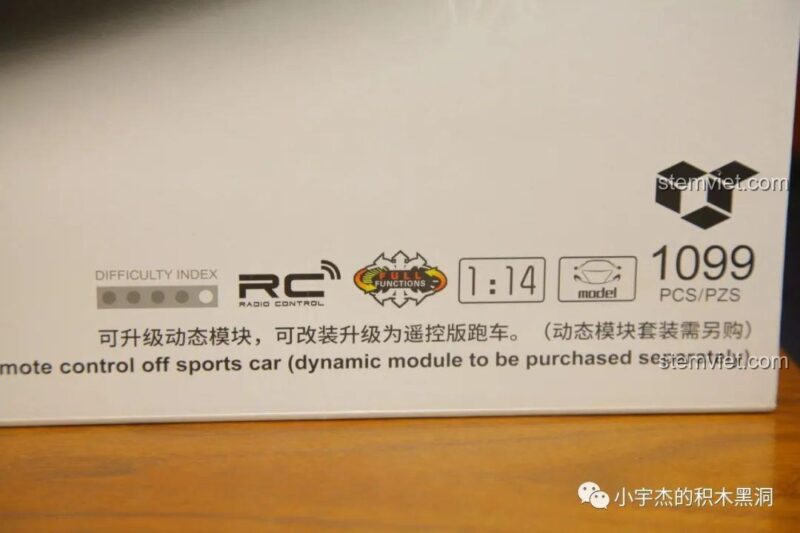 stemviet.com
DIFFICULTY INDEX
RC
RADIO CONTROL
FULL
FUNCTIONS
1:14
model
1099
PCS/PZS
可升级动态模块，可改装升级为遥控版跑车。（动态模块套装需另购）
mote control off sports car (dynamic module to be purchased separately)
stemviet.com
小宇杰的积木黑洞